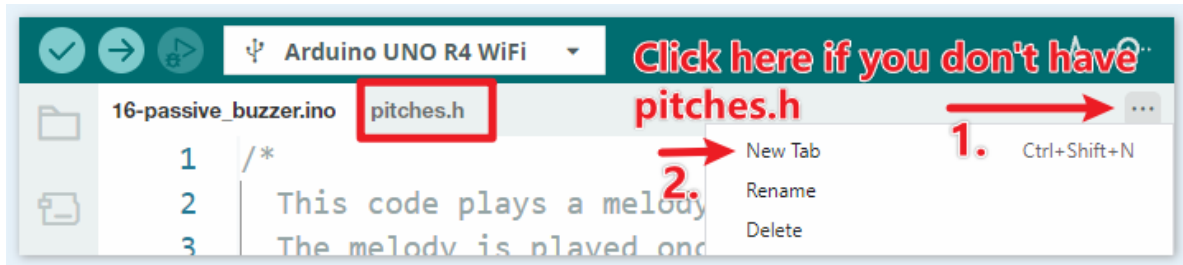 Arduino UNO R4 WiFi
Click here if you don't have
pitches.h
16-passive_buzzer.ino pitches.h
1.
2.
New Tab Ctrl+Shift+N
Rename
Delete
1 /*
2 This code plays a melody
3 The melody is played onc